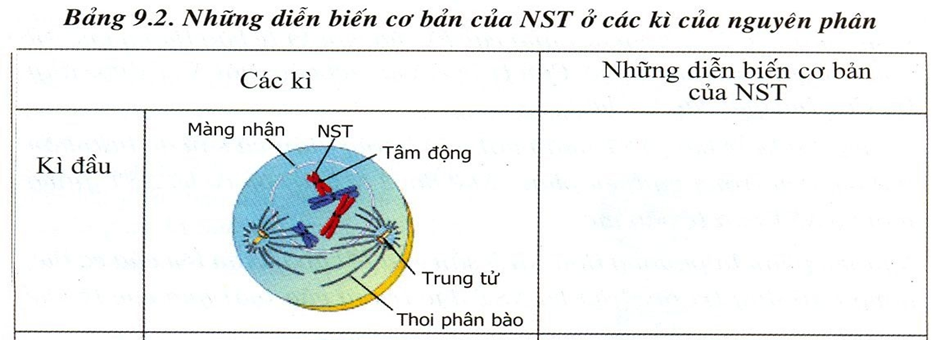 Bảng 9.2. Những diễn biến cơ bản của NST ở các kì của nguyên phân
Các kì
Những diễn biến cơ bản
của NST
Kì đầu
Màng nhân
NST
Tâm động
Trung tử
Thoi phân bào